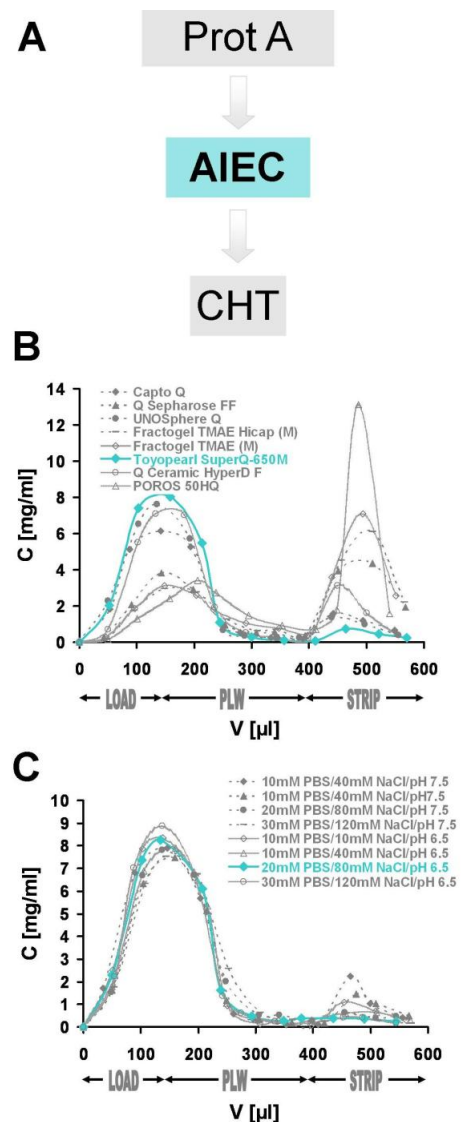 A
Prot A
AIEC
CHT
B
14
12
10
8
6
4
2
0
C [mg/ml]
Capto Q
Q Sepharose FF
UNOSphere Q
Fractogel TMAE Hicap (M)
Fractogel TMAE (M)
Toyopearl SuperQ-650M
Q Ceramic HyperD F
POROS 50HQ
0 100 200 300 400 500 600
LOAD PLW STRIP
V [µl]
C
10
9
8
7
6
5
4
3
2
1
0
C [mg/ml]
10mM PBS/40mM NaCl/pH 7.5
10mM PBS/40mM NaCl/pH7.5
20mM PBS/80mM NaCl/pH 7.5
30mM PBS/120mM NaCl/pH 7.5
10mM PBS/10mM NaCl/pH 6.5
10mM PBS/40mM NaCl/pH 6.5
20mM PBS/80mM NaCl/pH 6.5
30mM PBS/120mM NaCl/pH 6.5
0 100 200 300 400 500 600
LOAD PLW STRIP
V [µl]